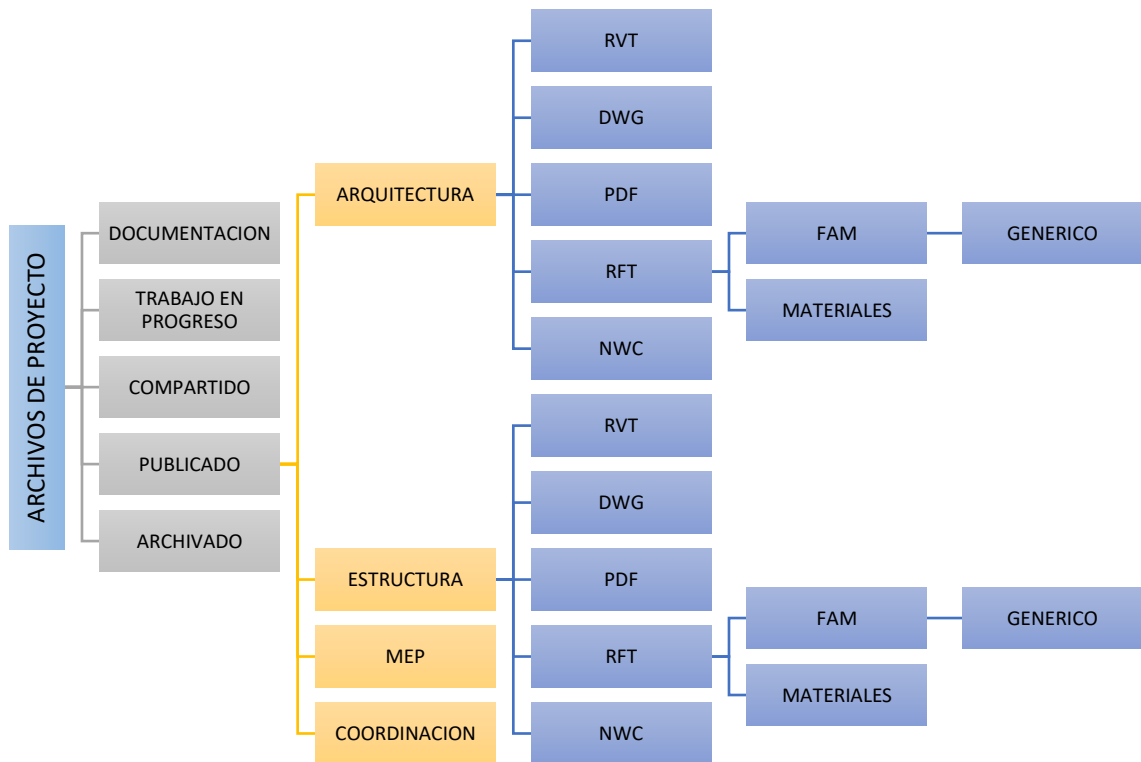 ARCHIVOS DE PROYECTO
DOCUMENTACION
TRABAJO EN
PROGRESO
COMPARTIDO
PUBLICADO
ARCHIVADO
ARQUITECTURA
RVT
DWG
PDF
RFT
FAM
GENERICO
MATERIALES
NWC
ESTRUCTURA
RVT
DWG
PDF
RFT
FAM
GENERICO
MATERIALES
NWC
MEP
COORDINACION